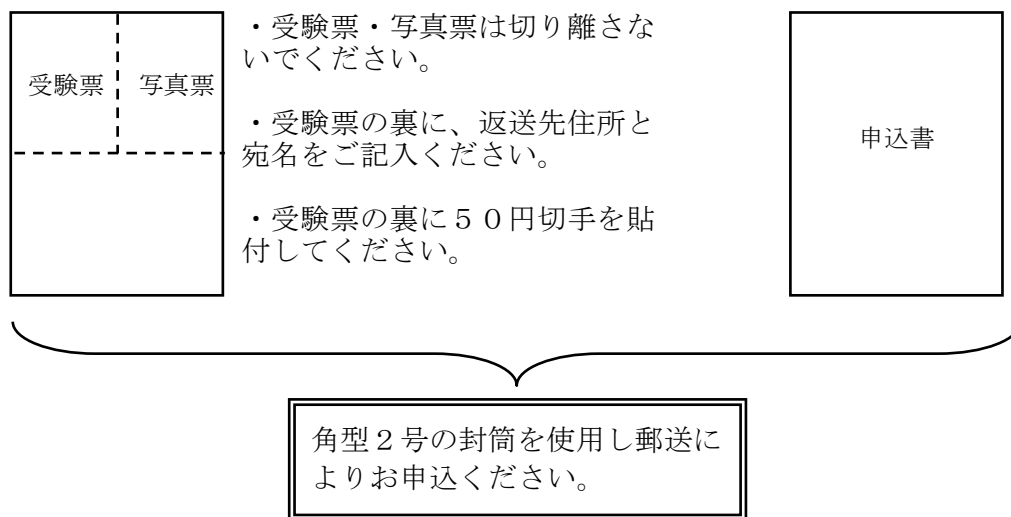 受験票
写真票
・受験票・写真票は切り離さな
いでください。
・受験票の裏に、返送先住所と
宛名をご記入ください。
・受験票の裏に５０円切手を貼
付してください。
申込書
角型２号の封筒を使用し郵送に
よりお申込ください。